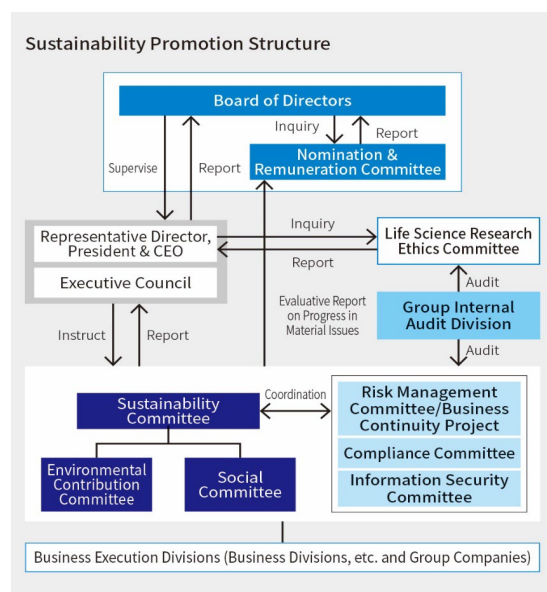 Sustainability Promotion Structure
Board of Directors
Inquiry
Report
Supervise
Report
Nomination &
Remuneration Committee
Representative Director,
President & CEO
Executive Council
Inquiry
Report
Life Science Research
Ethics Committee
Audit
Group Internal
Audit Division
Audit
Instruct
Report
Evaluative Report
on Progress in
Material Issues
Sustainability
Committee
Coordination
Risk Management
Committee/Business
Continuity Project
Compliance Committee
Information Security
Committee
Environmental
Contribution
Committee
Social
Committee
Business Execution Divisions (Business Divisions, etc. and Group Companies)